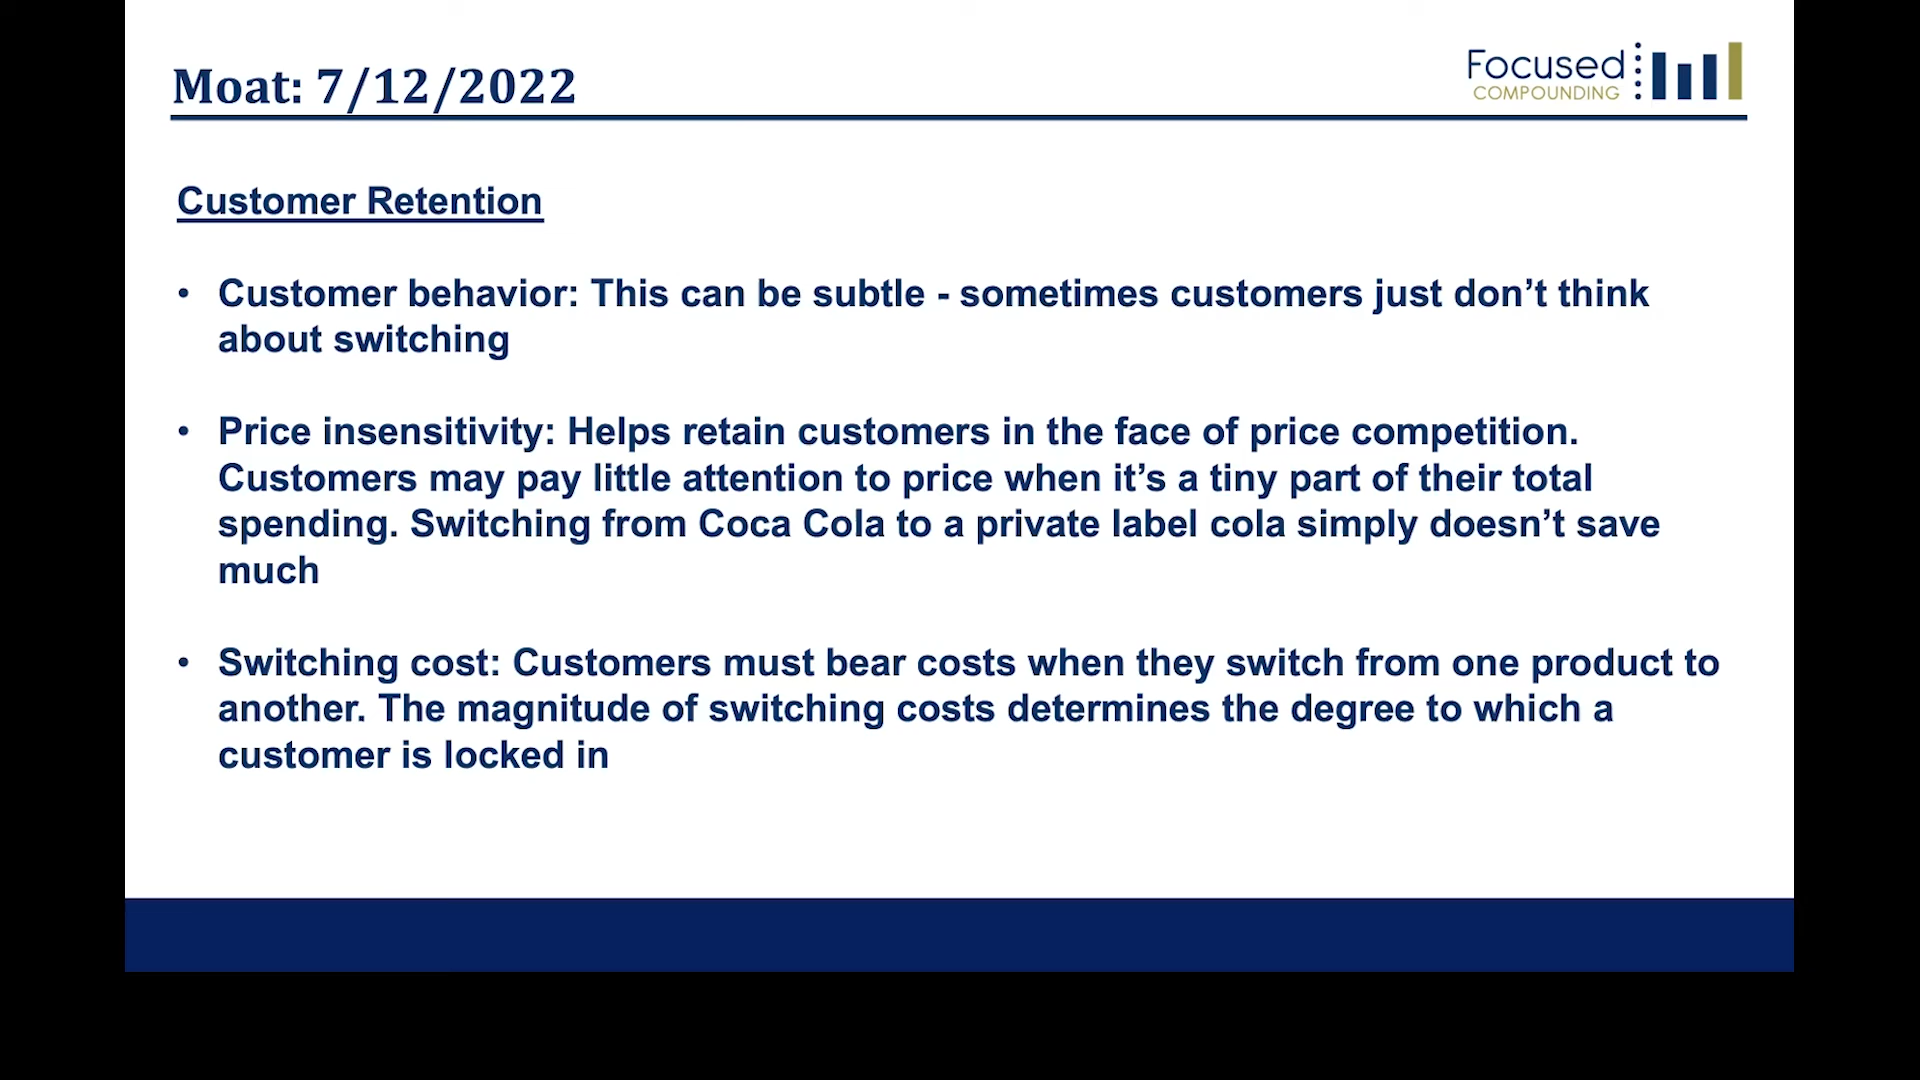 Moat: 7/12/2022
Focused
COMPOUNDING
Customer Retention
• Customer behavior: This can be subtle - sometimes customers just don’t think
about switching
• Price insensitivity: Helps retain customers in the face of price competition.
Customers may pay little attention to price when it’s a tiny part of their total
spending. Switching from Coca Cola to a private label cola simply doesn’t save
much
• Switching cost: Customers must bear costs when they switch from one product to
another. The magnitude of switching costs determines the degree to which a
customer is locked in